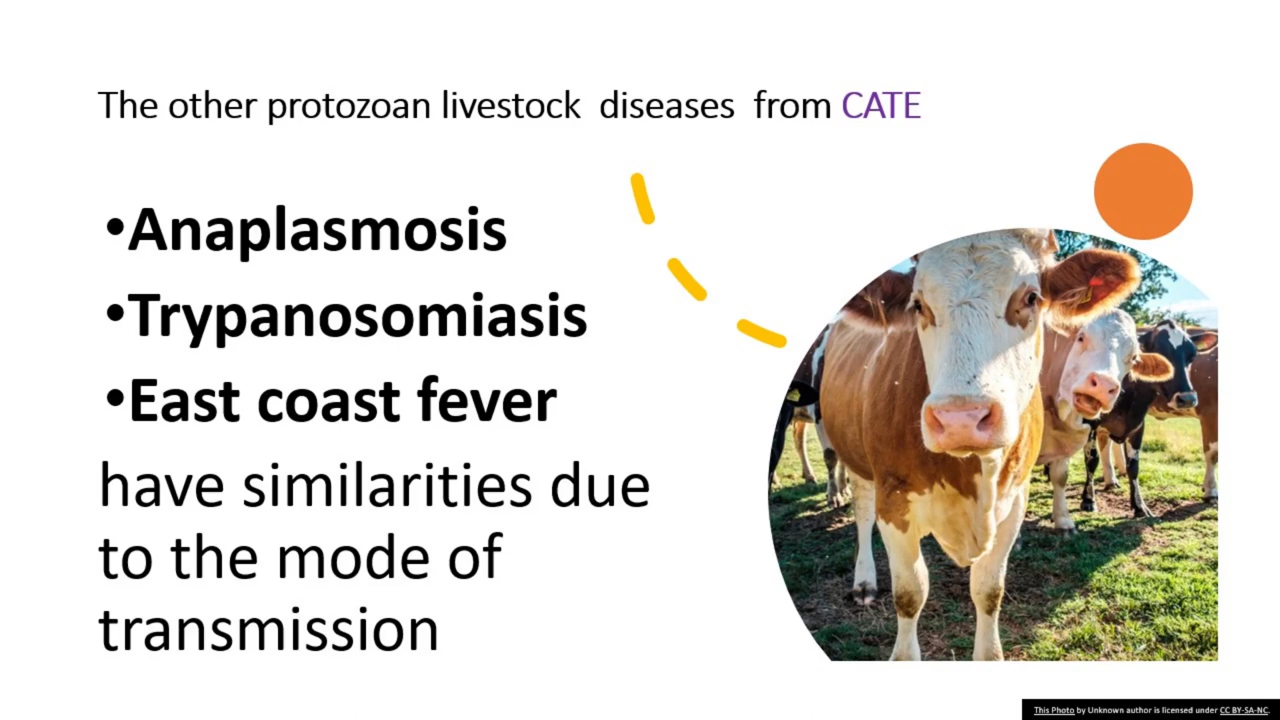 The other protozoan livestock  diseases  from CATE
•Anaplasmosis
•Trypanosomiasis
•East coast fever
have similarities due
to the mode of
transmission
This Photo by Unknown author is licensed under CC BY-SA-NC.